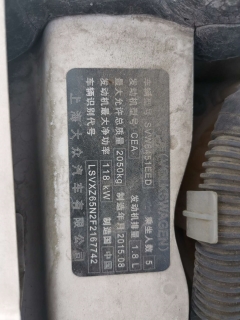 (VOLKSWAGEN)
车辆型号 SVW6451EED 乘坐人数 5
发动机型号 CEA 发动机排量 1.8 L
最大允许总质量 2050kg 制造年月 2015.08
发动机最大净功率 118 kW 制造国 中国
车辆识别代号 LSVXZ65N2F2167742
上海大众汽车有限公司